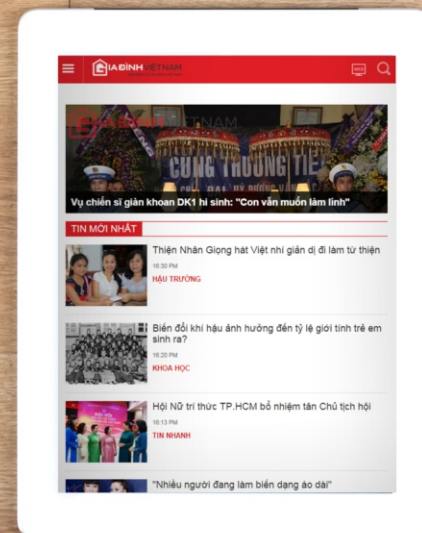 GIA ĐÌNH VIỆT NAM
WEB
CUNG
Vụ chiến sĩ giàn khoan DK1 hi sinh: "Con vẫn muốn làm lính"
TIN MỚI NHẤT
Thiện Nhân Giọng hát Việt nhí giản dị đi làm từ thiện
16:30 PM
HẬU TRƯỜNG
Biến đổi khí hậu ảnh hưởng đến tỷ lệ giới tính trẻ em
sinh ra?
16:20 PM
KHOA HỌC
Hội Nữ trí thức TP.HCM bổ nhiệm tân Chủ tịch hội
16:13 PM
TIN NHANH
"Nhiều người đang làm biến dạng áo dài"